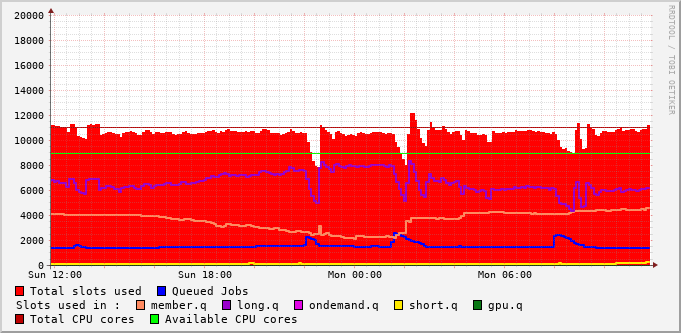 20000
18000
16000
14000
12000
10000
8000
6000
4000
2000
0
Sun 12:00 Sun 18:00 Mon 00:00 Mon 06:00
Total slots used Queued Jobs
Slots used in : member.q long.q ondemand.q short.q gpu.q
Total CPU cores Available CPU cores
RRDTOOL / TOBI OETIKER